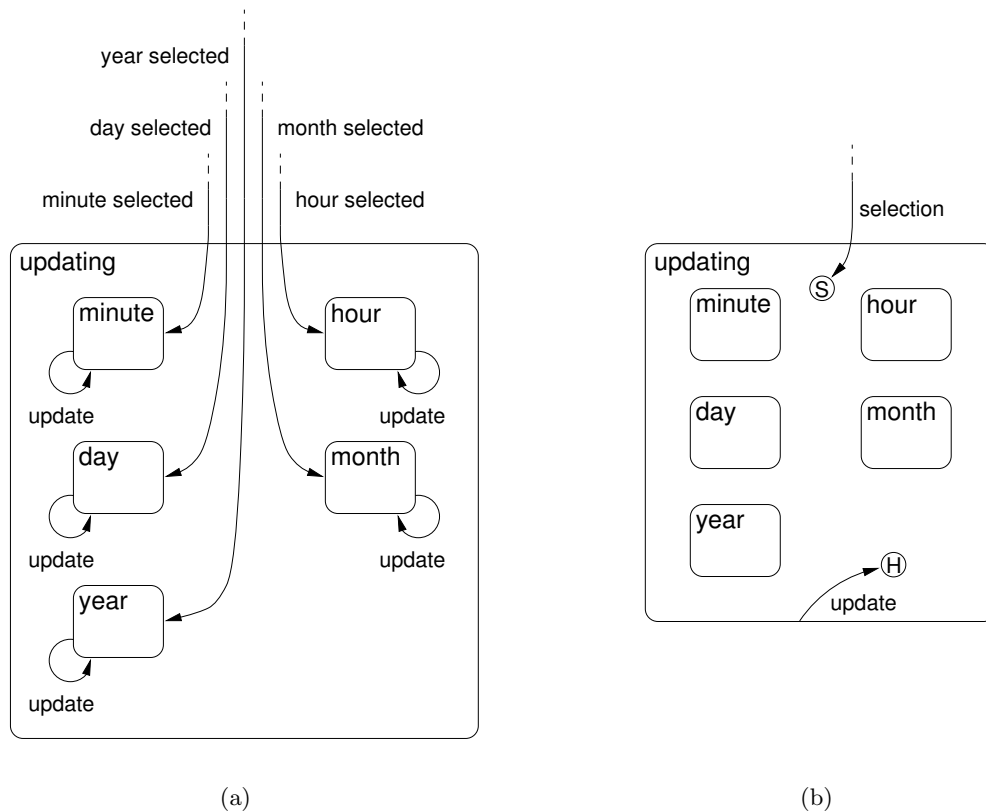 year selected
day selected
month selected
minute selected
hour selected
updating
minute
hour
update
update
day
month
update
update
year
update
(a)
selection
updating
S
minute
hour
day
month
year
H
update
(b)